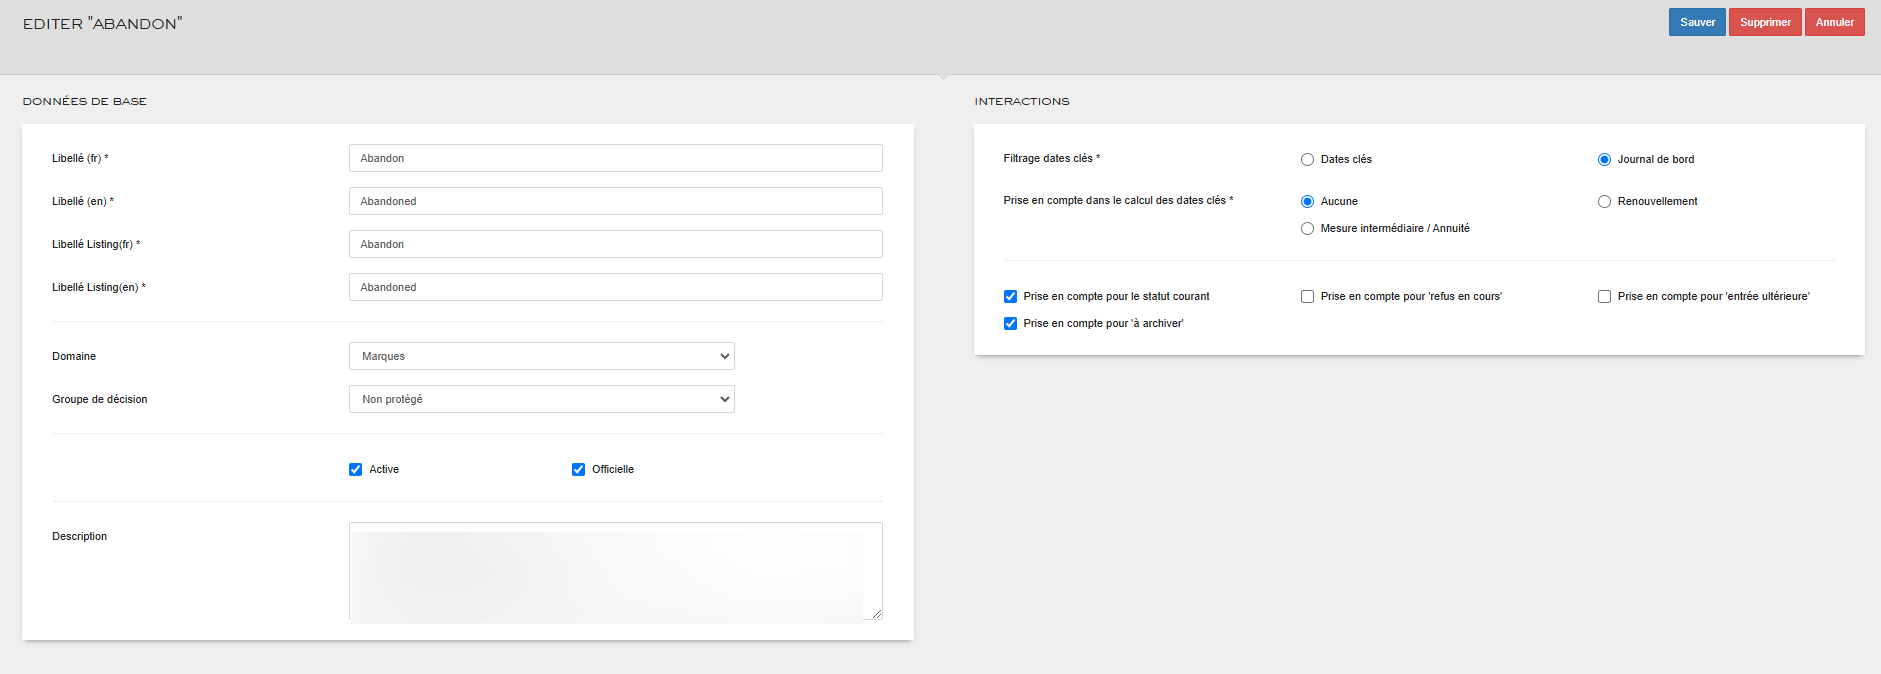 EDITER "ABANDON"
Sauver
Supprimer
Annuler
DONNÉES DE BASE
Libellé (fr) *
Abandon
Libellé (en) *
Abandoned
Libellé Listing(fr) *
Abandon
Libellé Listing(en) *
Abandoned
Domaine
Marques
Groupe de décision
Non protégé
Active
Officielle
Description
INTERACTIONS
Filtrage dates clés *
Dates clés
Journal de bord
Prise en compte dans le calcul des dates clés *
Aucune
Renouvellement
Mesure intermédiaire / Annuité
Prise en compte pour le statut courant
Prise en compte pour 'refus en cours'
Prise en compte pour 'entrée ultérieure'
Prise en compte pour 'à archiver'